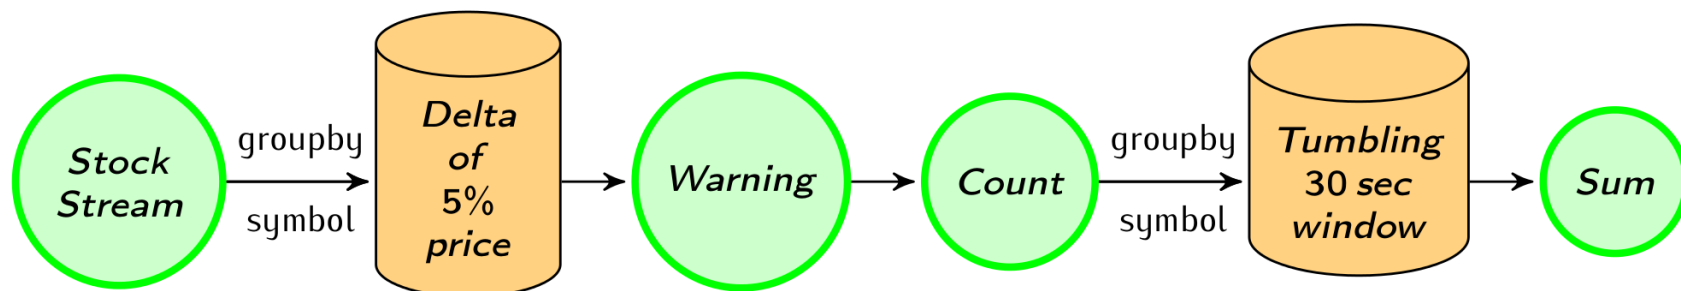 Stock
Stream
groupby
symbol
Delta
of
5%
price
Warning
Count
groupby
symbol
Tumbling
30 sec
window
Sum